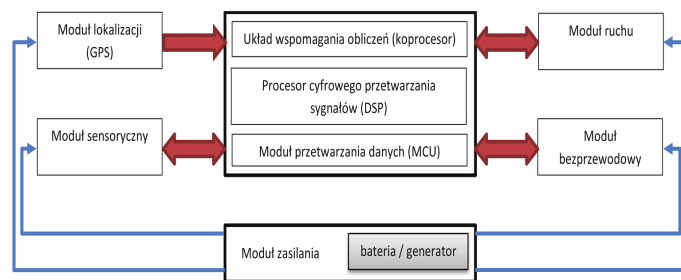 Moduł lokalizacji
(GPS)
Układ wspomagania obliczeń (koprocesor)
Moduł ruchu
Procesor cyfrowego przetwarzania
sygnałów (DSP)
Moduł sensoryczny
Moduł przetwarzania danych (MCU)
Moduł
bezprzewodowy
Moduł zasilania
bateria / generator